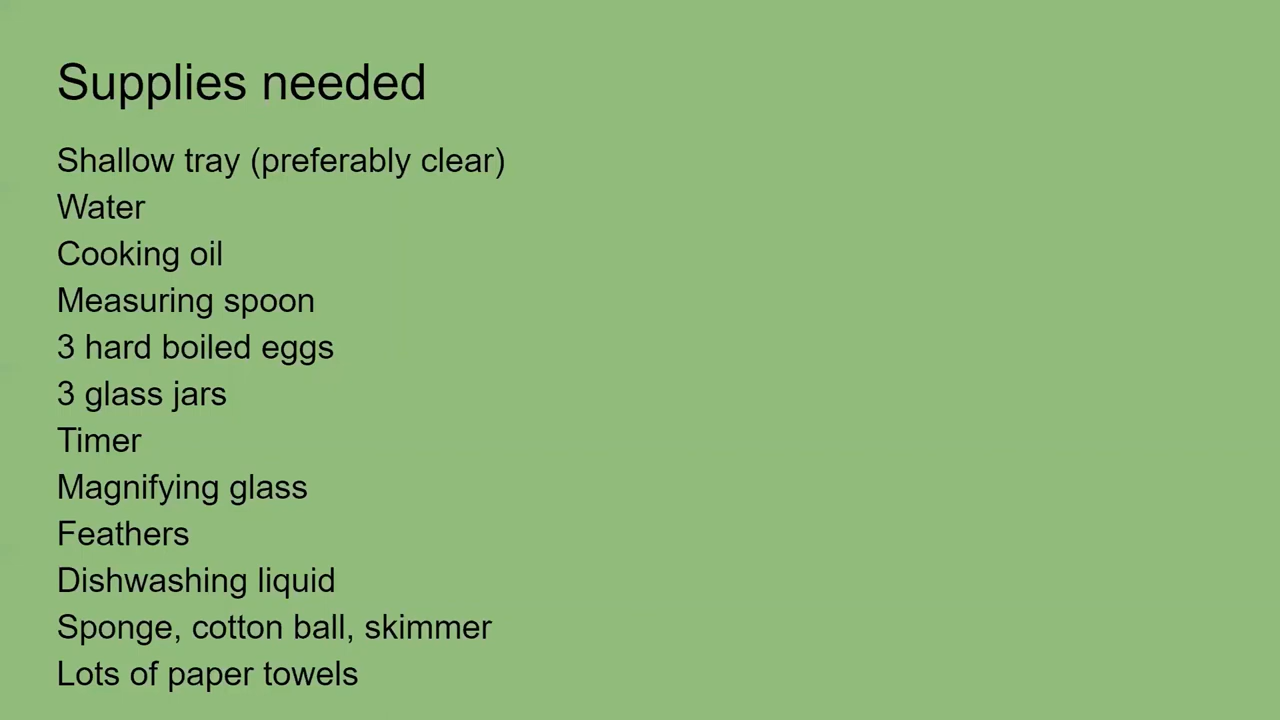 Supplies needed
Shallow tray (preferably clear)
Water
Cooking oil
Measuring spoon
3 hard boiled eggs
3 glass jars
Timer
Magnifying glass
Feathers
Dishwashing liquid
Sponge, cotton ball, skimmer
Lots of paper towels